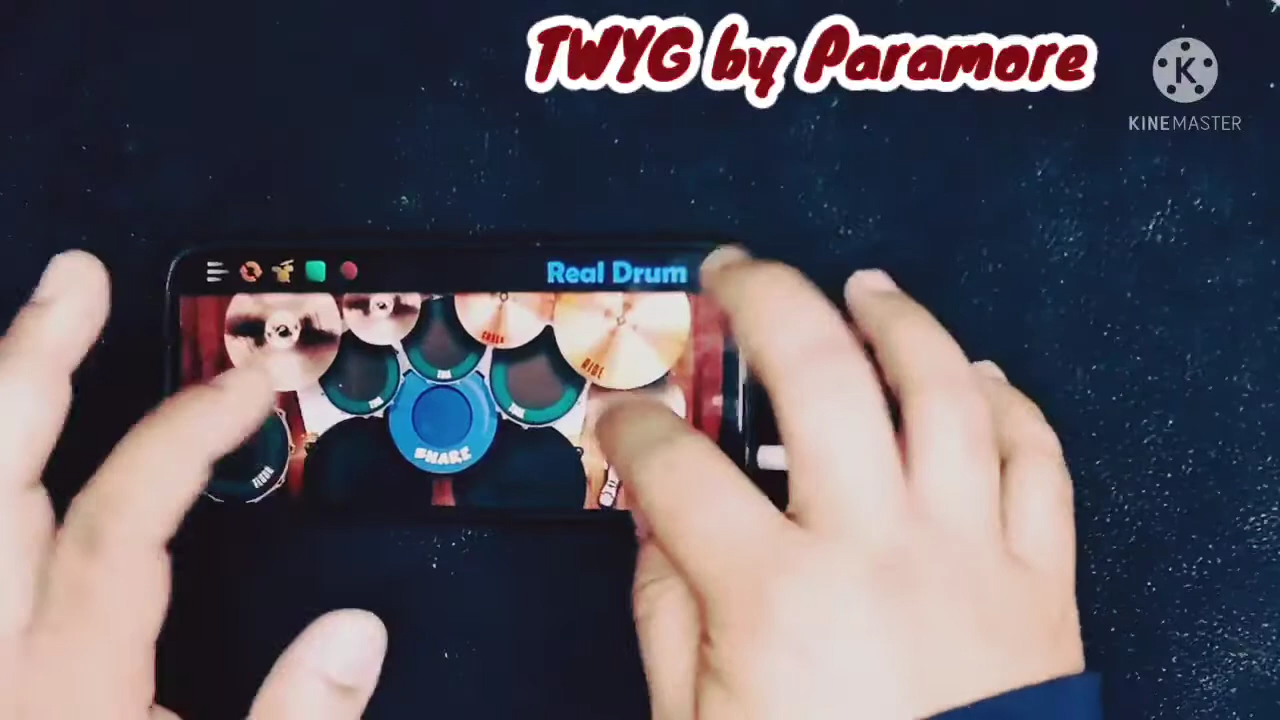 TWYG by Paramore
K
KINEMASTER
Real Drum
CRASH
RIDE
SNARE